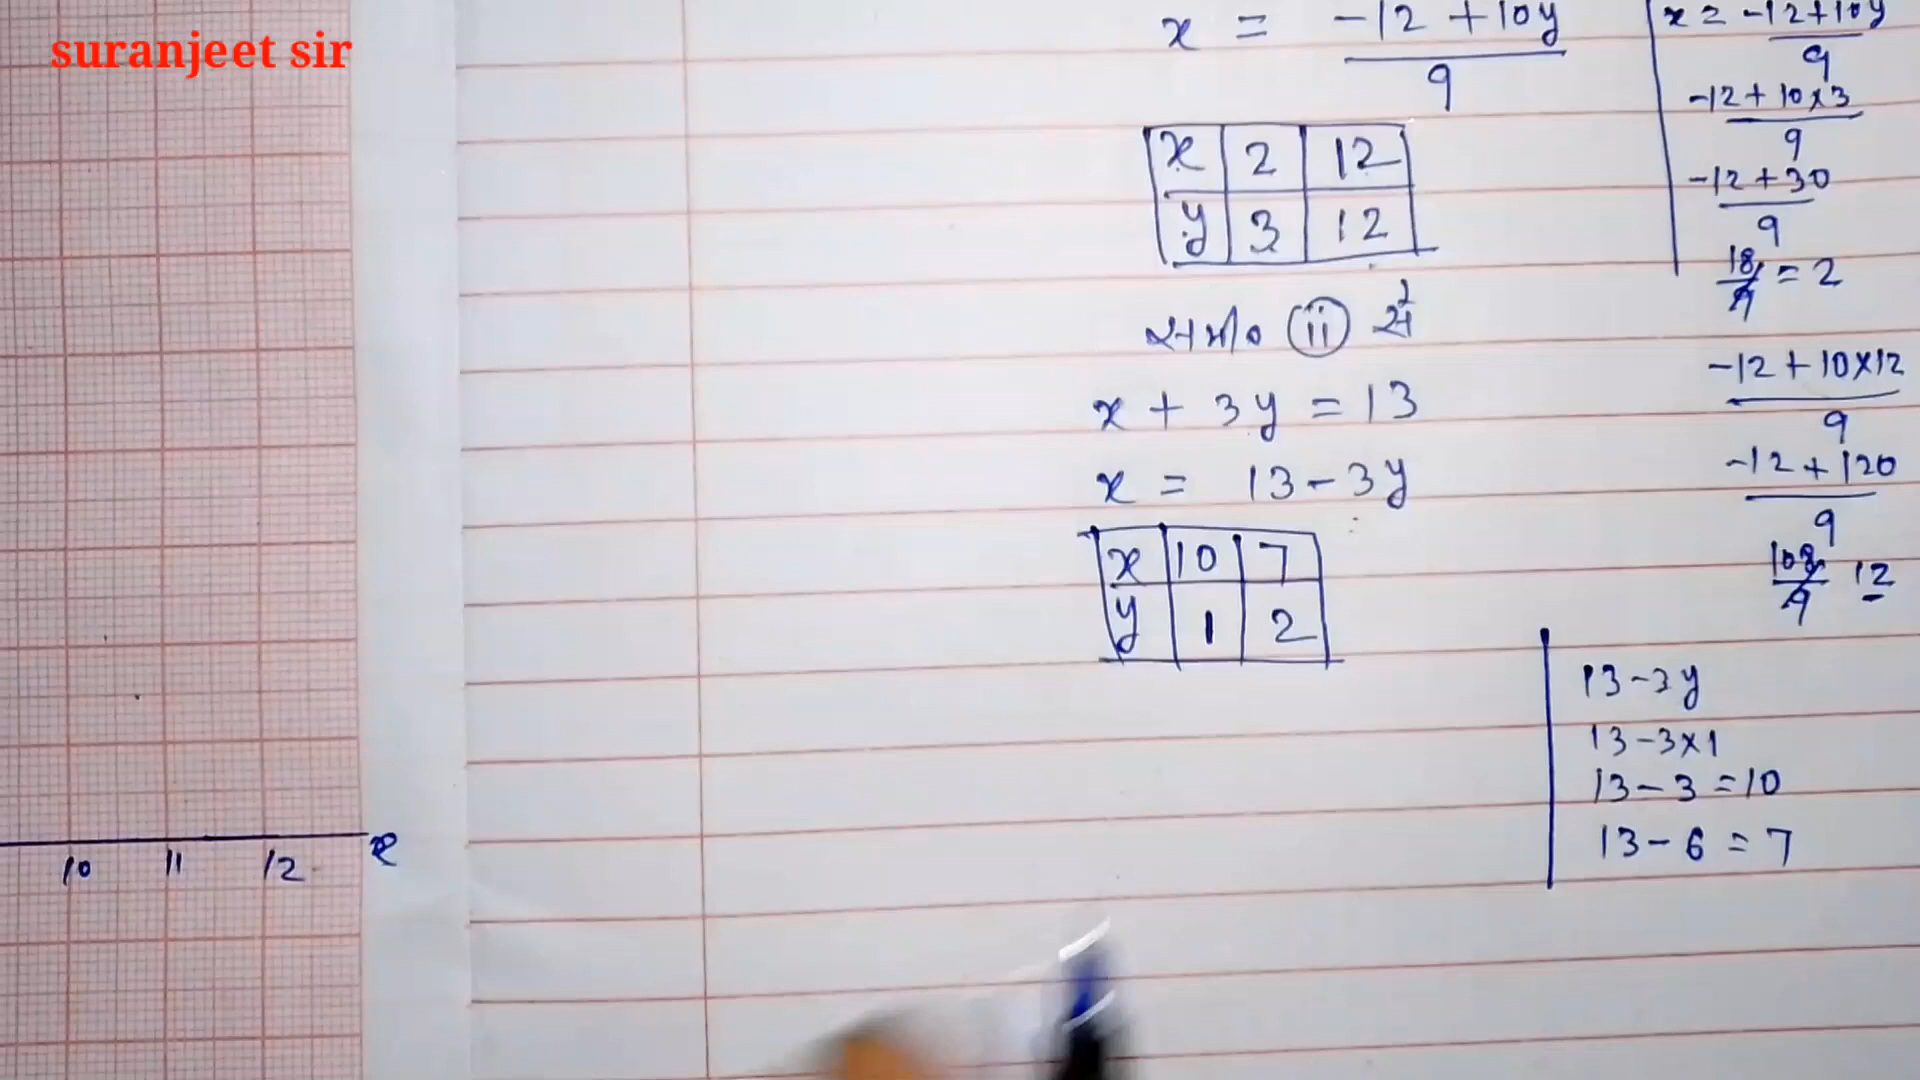 suranjeet sir
x = -12 + 10y / 9
x | 2 | 12
y | 3 | 12
समी० (ii) से
x + 3y = 13
x = 13 - 3y
x | 10 | 7
y | 1 | 2
x = -12 + 10y / 9
-12 + 10×3 / 9
-12 + 30 / 9
18/9 = 2
-12 + 10×12 / 9
-12 + 120 / 9
108/9 12
13 - 3y
13 - 3×1
13 - 3 = 10
13 - 6 = 7
10 11 12 x